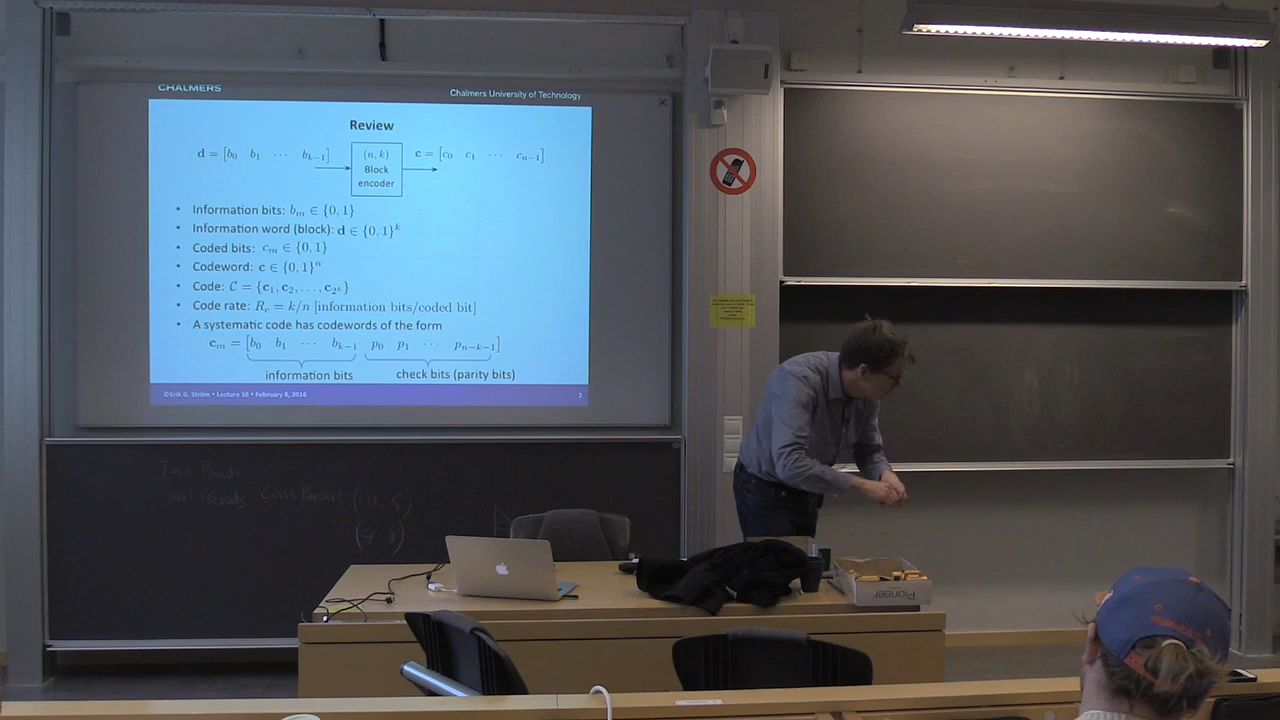 CHALMERS
Chalmers University of Technology
Review
d = [b₀ b₁ ⋯ bₖ₋₁]
(n, k)
Block
encoder
c = [c₀ c₁ ⋯ cₙ₋₁]
• Information bits: bₘ ∈ {0, 1}
• Information word (block): d ∈ {0, 1}ᵏ
• Coded bits: cₘ ∈ {0, 1}
• Codeword: c ∈ {0, 1}ⁿ
• Code: 𝒞 = {c₁, c₂, . . . , c_{2ᵏ}}
• Code rate: R_c = k/n [information bits/coded bit]
• A systematic code has codewords of the form
cₘ = [b₀ b₁ ⋯ bₖ₋₁ p₀ p₁ ⋯ pₙ₋ₖ₋₁]
information bits
check bits (parity bits)
©Erik G. Ström • Lecture 10 • February 8, 2016
2
Pioneer